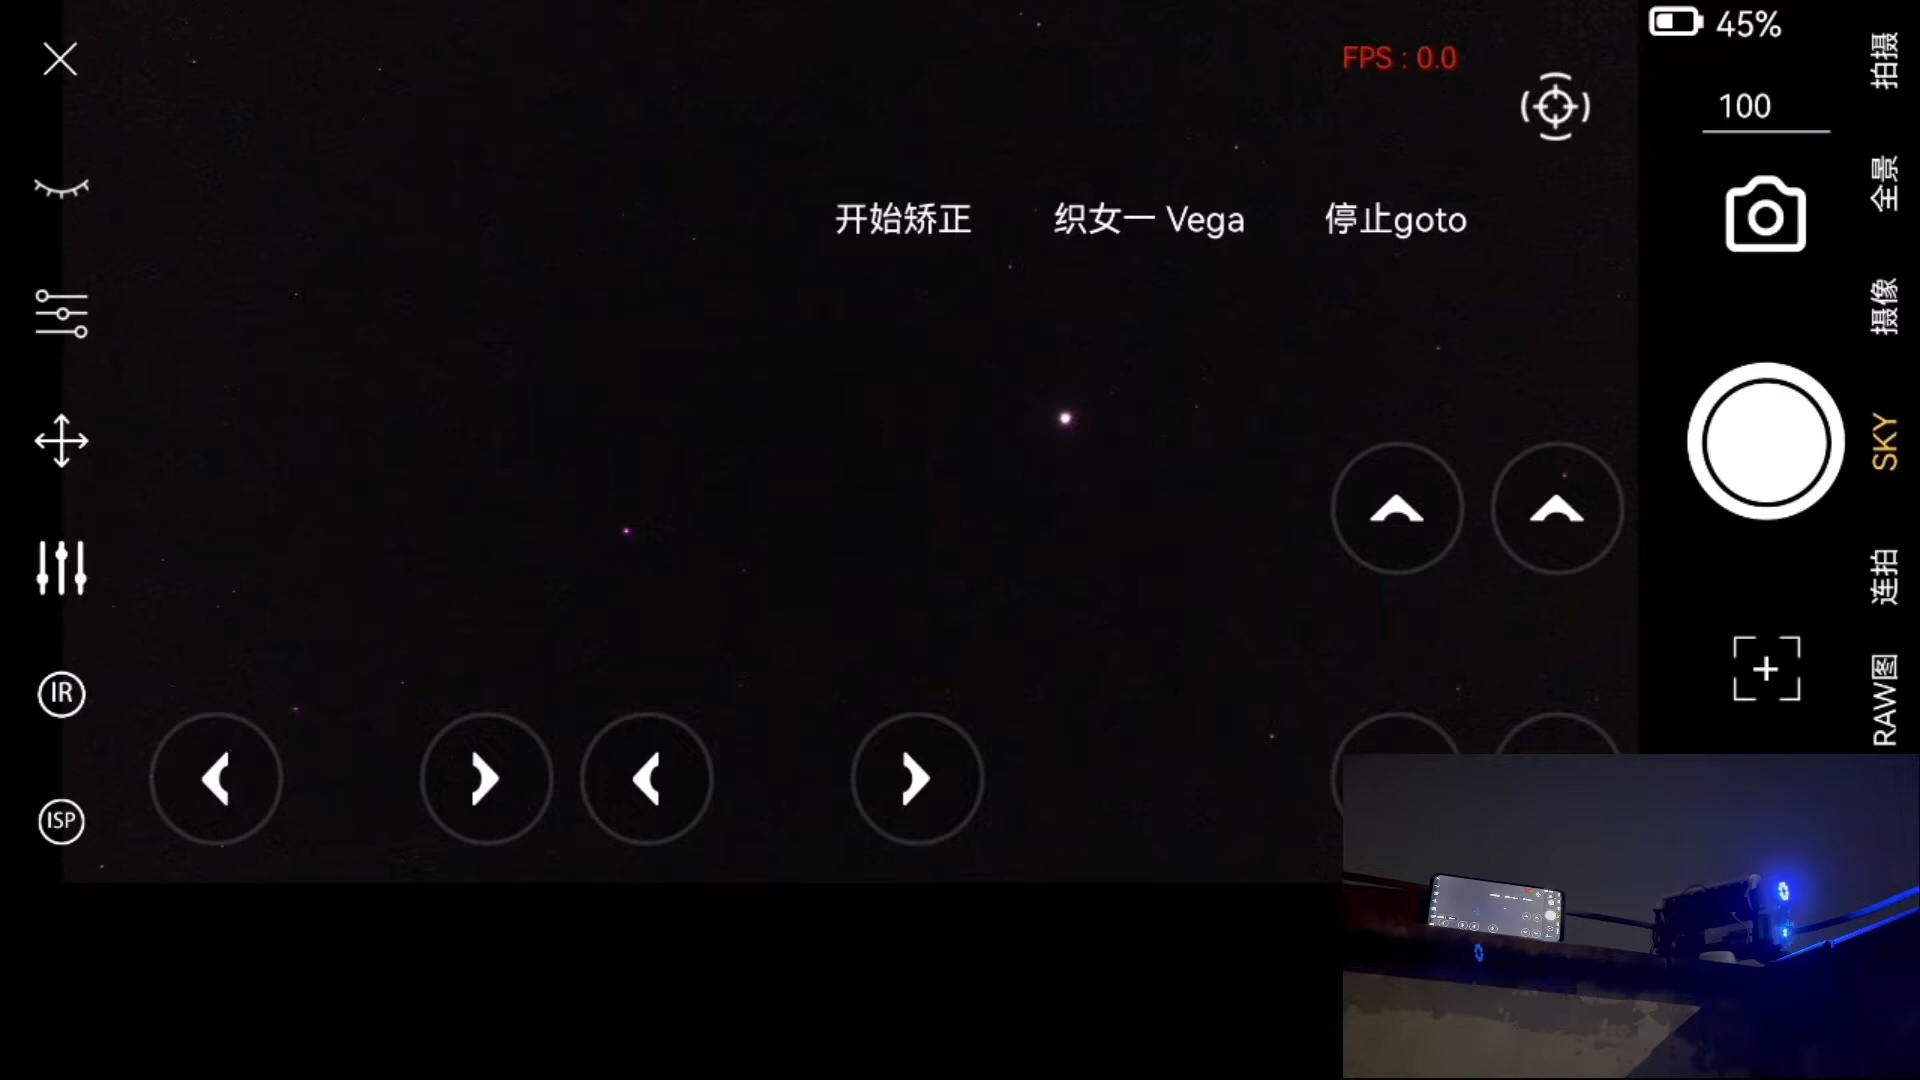 45%
FPS : 0.0
100
开始矫正
织女一 Vega
停止goto
拍摄
全景
摄像
SKY
连拍
RAW图
IR
ISP